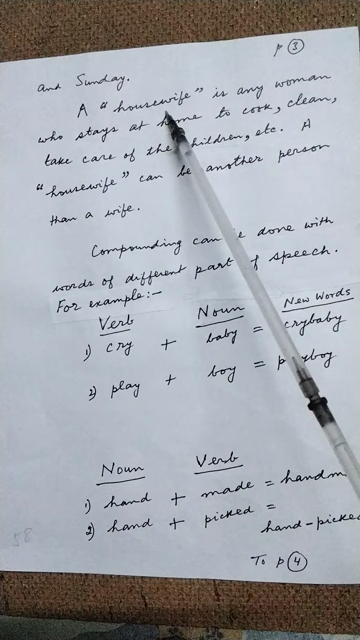 P 3
and Sunday.
A "housewife" is any woman
who stays at home to cook, clean,
take care of the children, etc. A
"housewife" can be another person
than a wife.
Compounding can be done with
words of different part of speech.
For example:-
Verb Noun New Words
1) cry + baby = crybaby
2) play + boy = playboy
Noun Verb
1) hand + made = handm
2) hand + picked =
hand-picked
58
To P 4